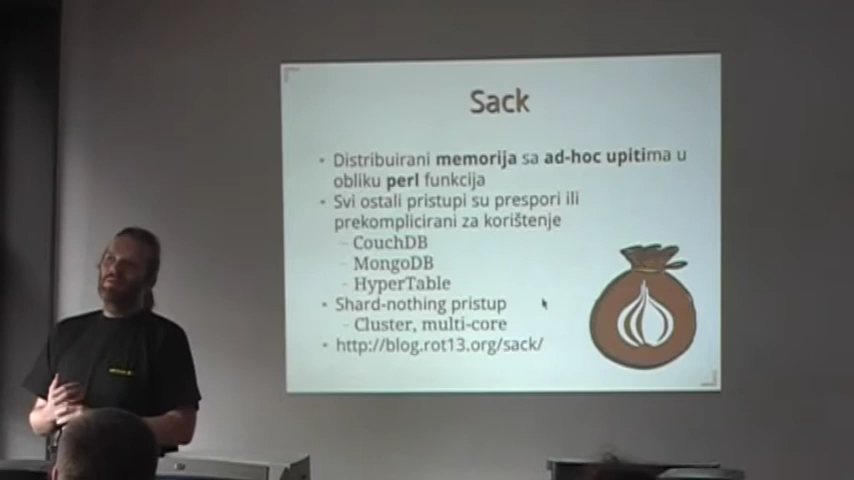 Sack
Distribuirani memorija sa ad-hoc upitima u
obliku perl funkcija
Svi ostali pristupi su prespori ili
prekomplicirani za korištenje
CouchDB
MongoDB
HyperTable
Shard-nothing pristup
Cluster, multi-core
http://blog.rot13.org/sack/